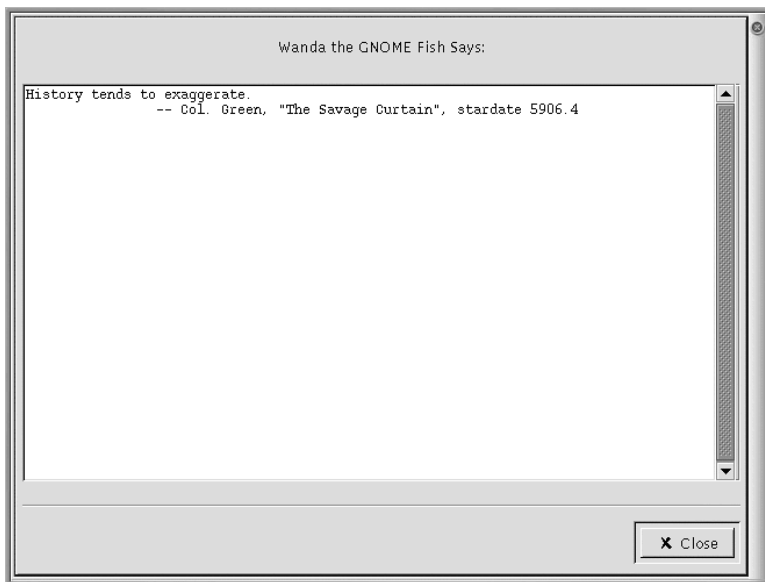 Wanda the GNOME Fish Says:
History tends to exaggerate.
-- Col. Green, "The Savage Curtain", stardate 5906.4
Close